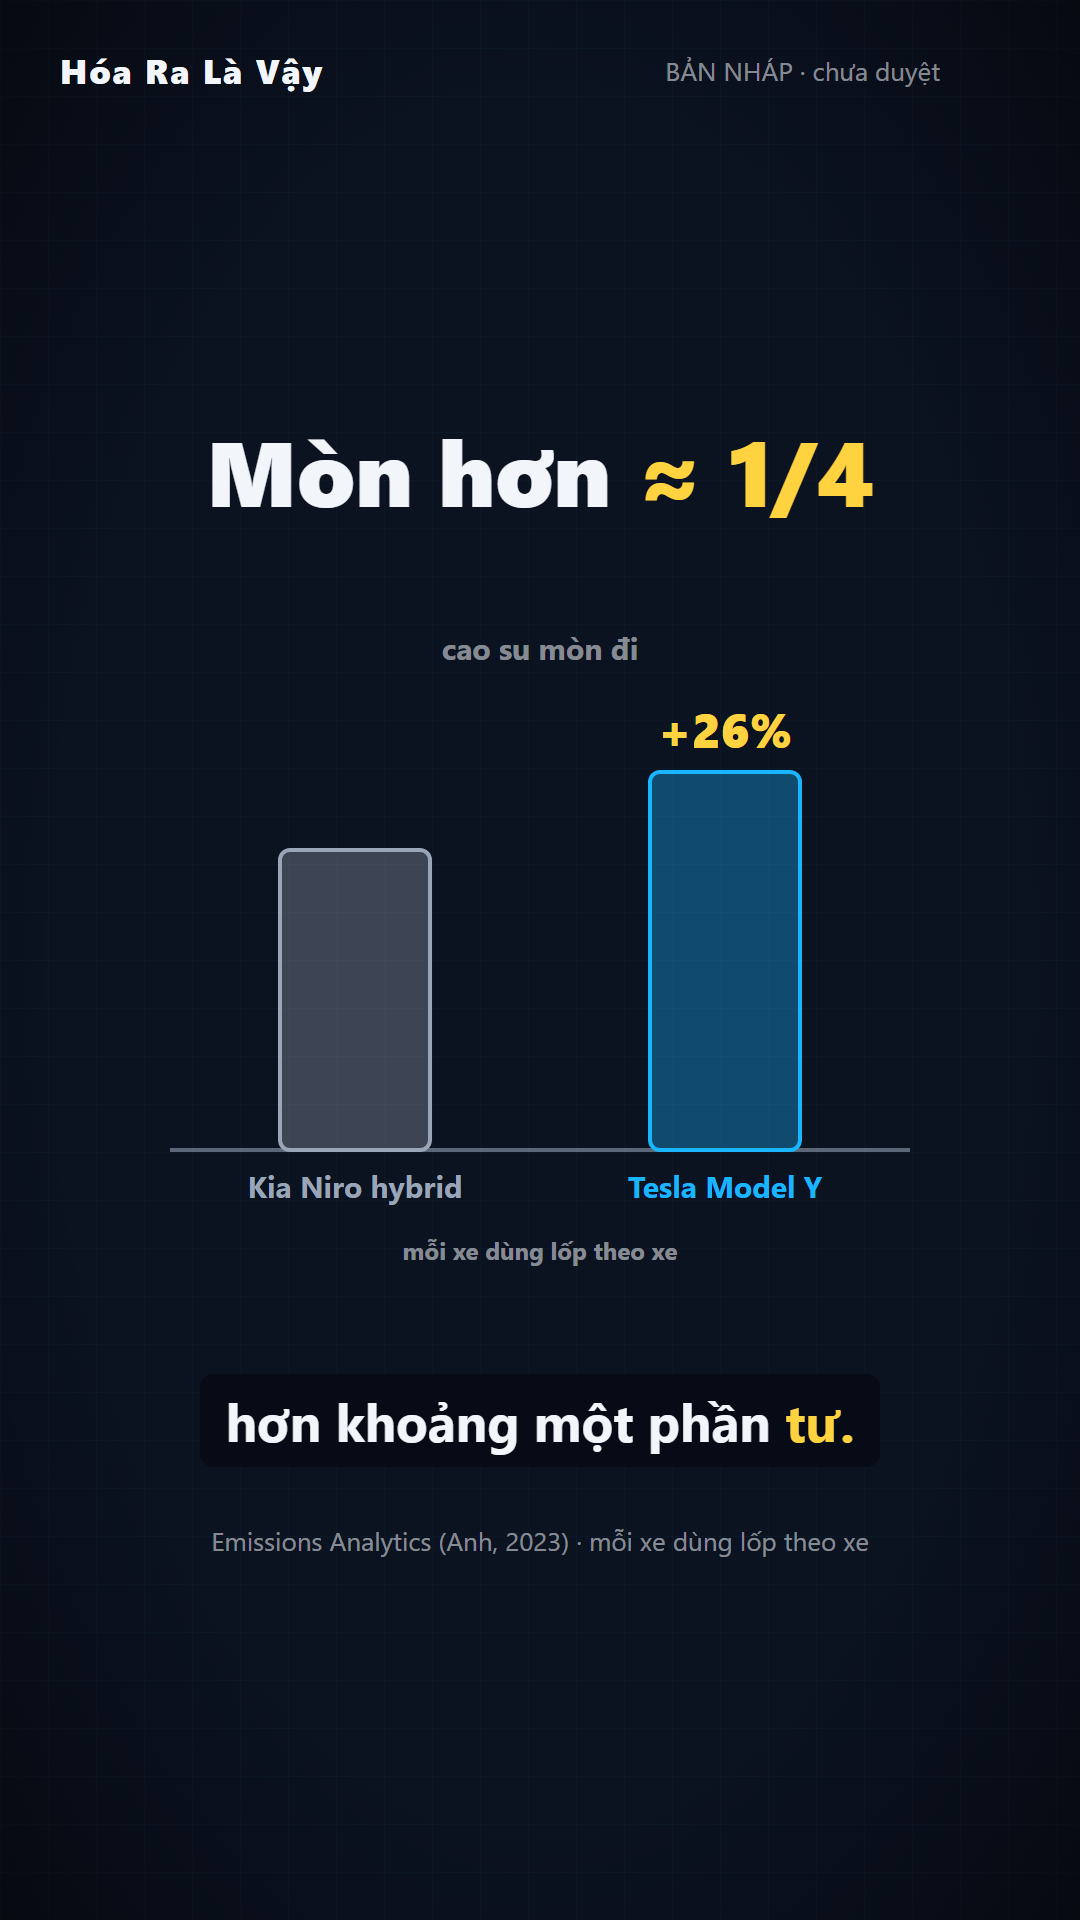 Hóa Ra Là Vậy
BẢN NHÁP · chưa duyệt
Mòn hơn ≈ 1/4
cao su mòn đi
+26%
Kia Niro hybrid
Tesla Model Y
mỗi xe dùng lốp theo xe
hơn khoảng một phần tư.
Emissions Analytics (Anh, 2023) · mỗi xe dùng lốp theo xe